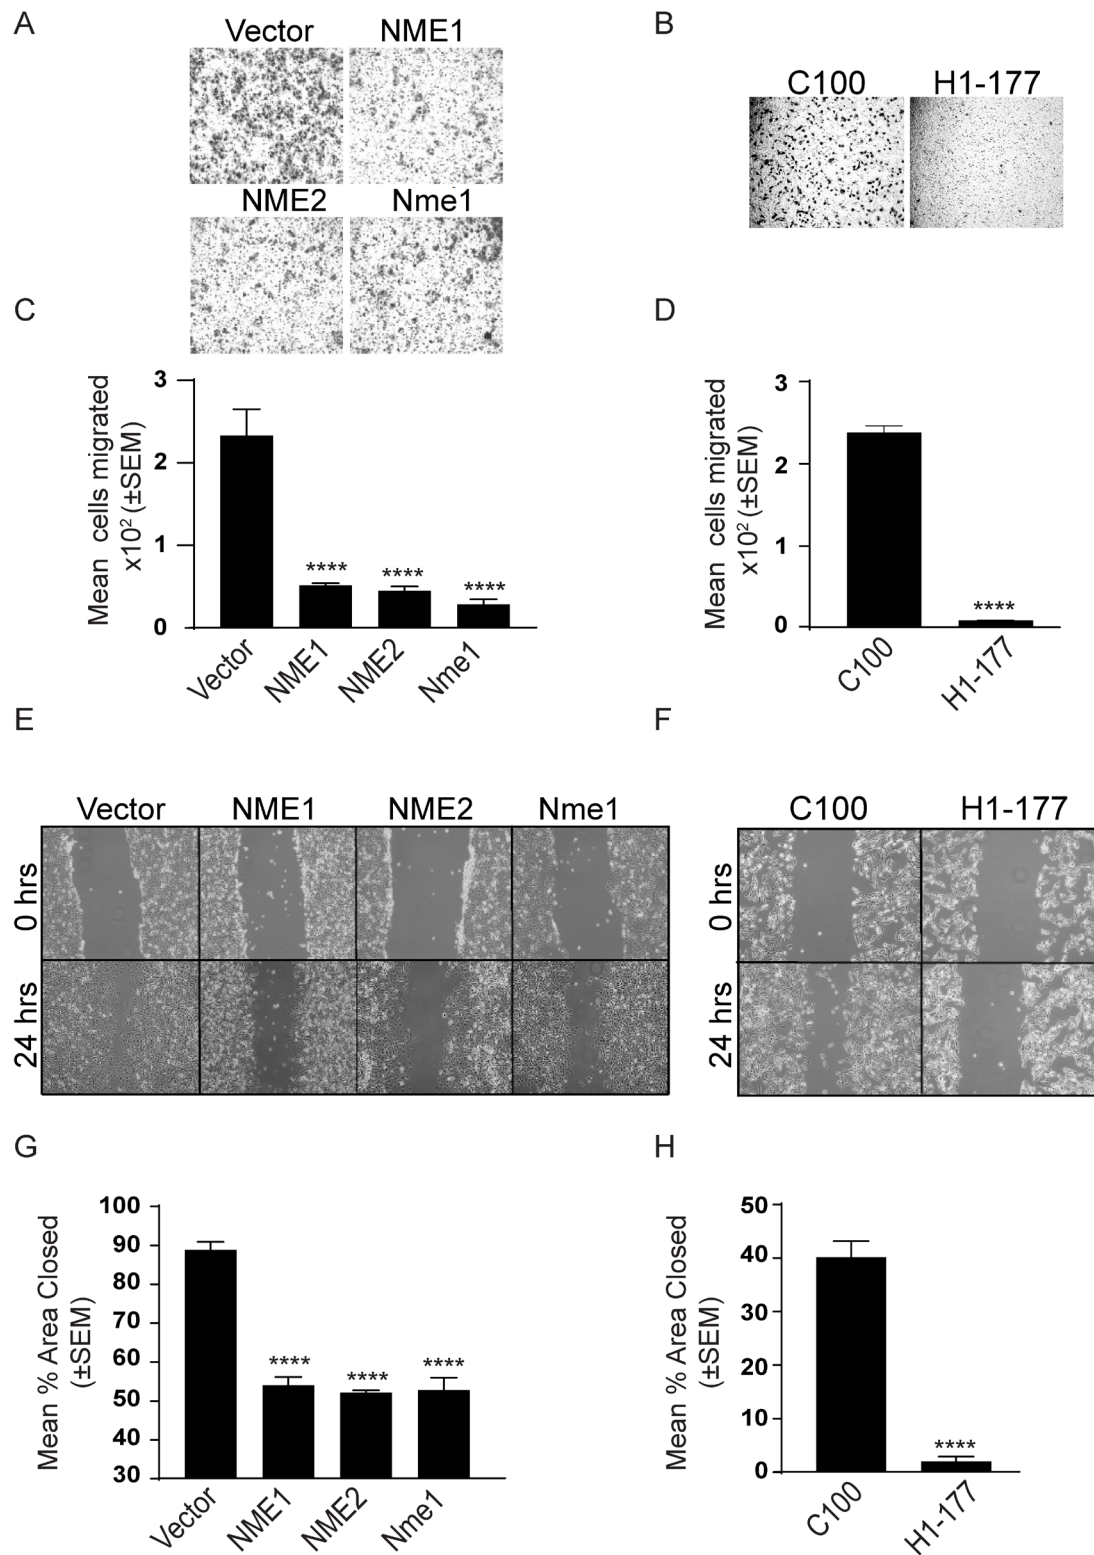 A
B
Vector NME1
NME2 Nme1
C100 H1-177
C
D
Mean cells migrated
x10² (±SEM)
3
2
1
0
****
****
****
Vector
NME1
NME2
Nme1
Mean cells migrated
x10² (±SEM)
3
2
1
0
****
C100
H1-177
E
F
Vector NME1 NME2 Nme1
0 hrs
24 hrs
C100 H1-177
0 hrs
24 hrs
G
H
Mean % Area Closed
(±SEM)
100
90
80
70
60
50
40
30
****
****
****
Vector
NME1
NME2
Nme1
Mean % Area Closed
(±SEM)
50
40
30
20
10
0
****
C100
H1-177